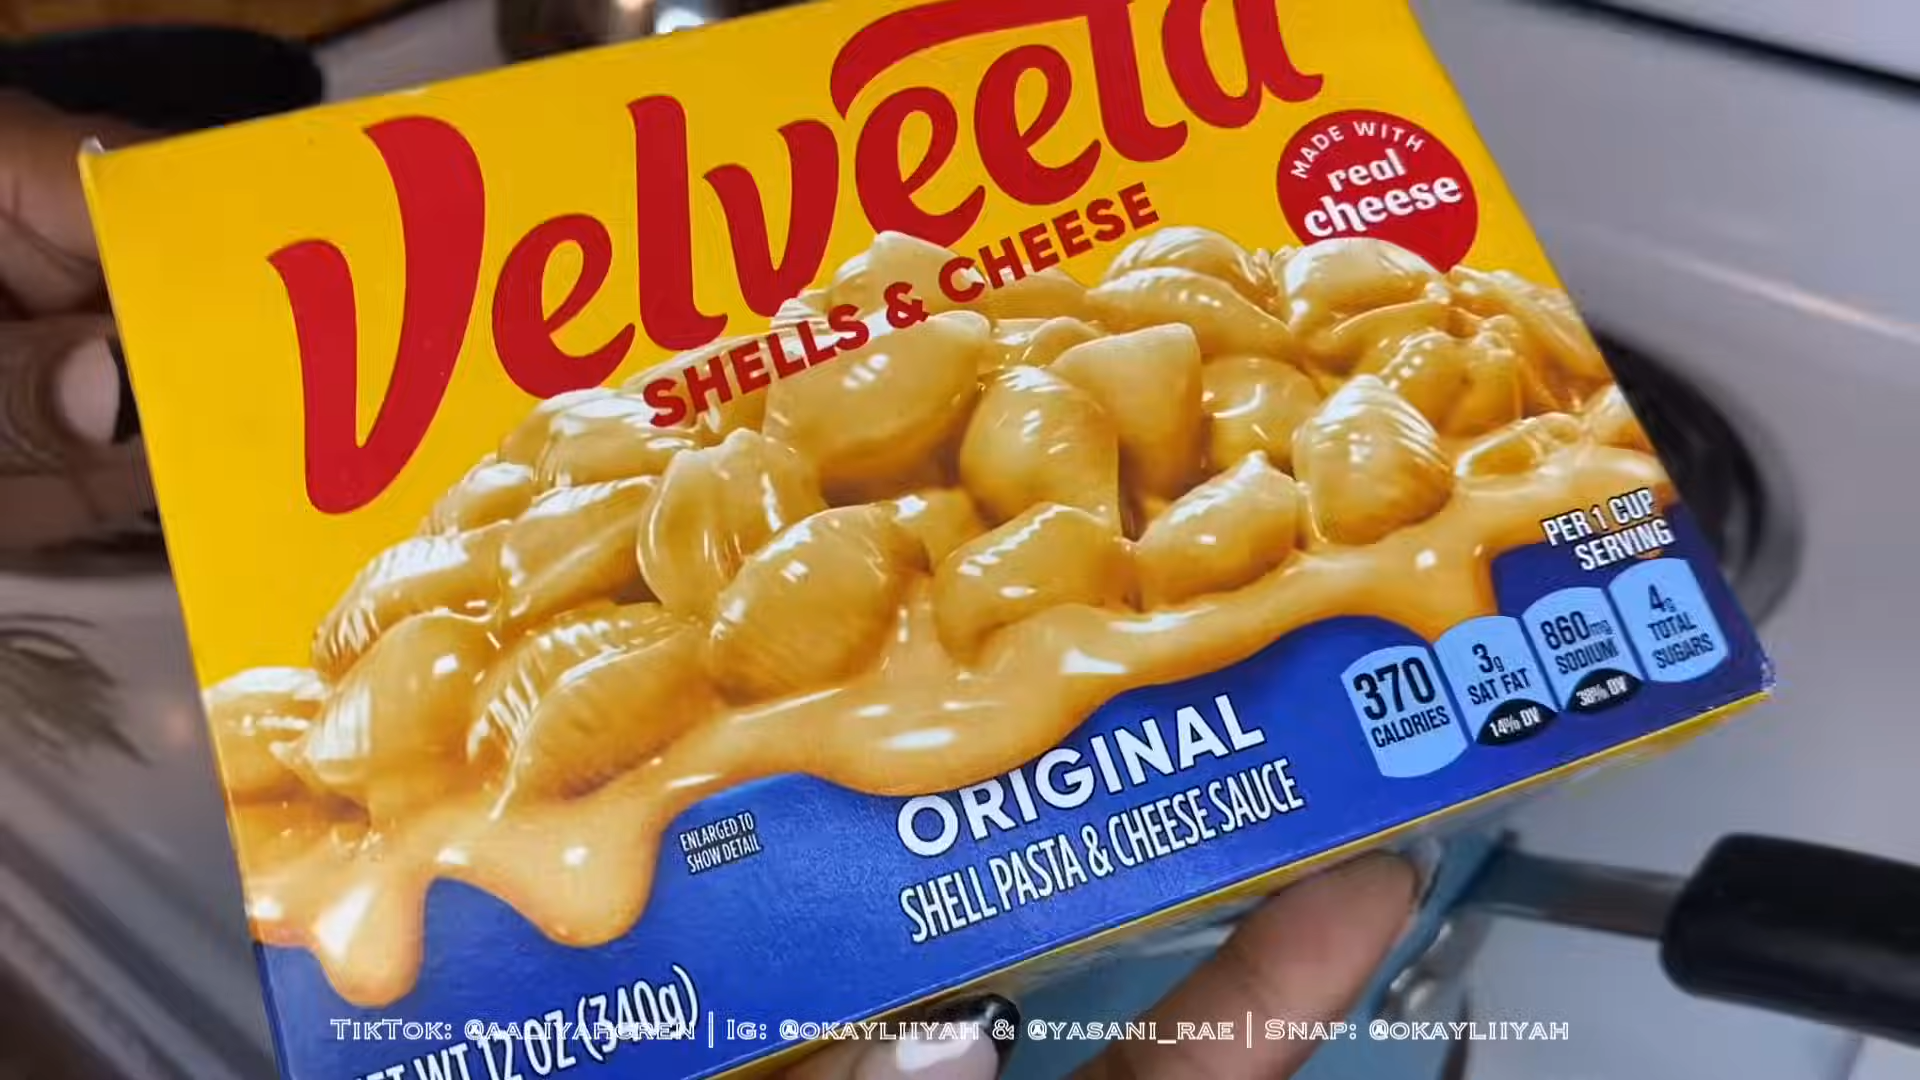 Velveeta
SHELLS & CHEESE
MADE WITH
real
cheese
PER 1 CUP
SERVING
370
CALORIES
3g
SAT FAT
14% DV
860mg
SODIUM
38% DV
4g
TOTAL
SUGARS
ORIGINAL
SHELL PASTA & CHEESE SAUCE
ENLARGED TO
SHOW DETAIL
WT 12 OZ (340g)
TikTok: @aaliyahgren | Ig: @okayliiyah & @yasani_rae | Snap: @okayliiyah